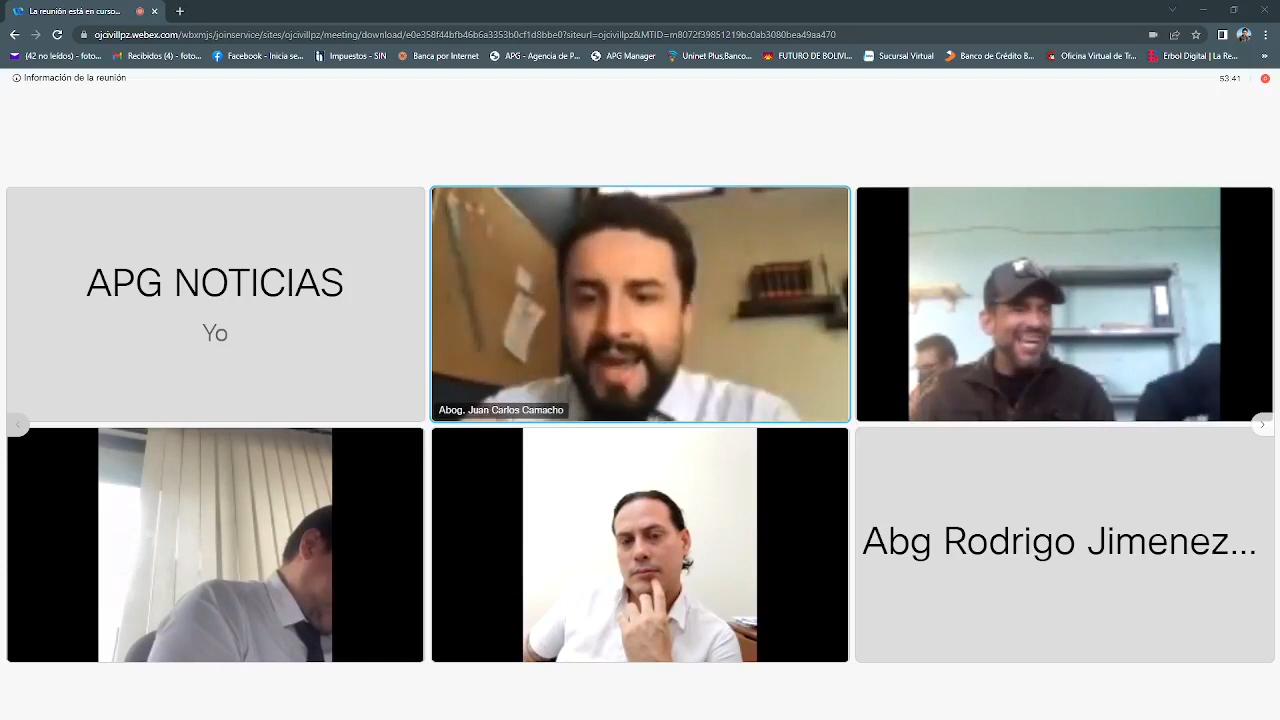 La reunión está en curso...
ojcivillpz.webex.com/wbxmjs/joinservice/sites/ojcivillpz/meeting/download/e0e358f44fb45b6a3353b0cf1d8bbe0?siteurl=ojcivillpz&MTID=m8072f39851219bc0ab3080bea49aa470
(42 no leídos) - foto...
Recibidos (4) - fotoo...
Facebook - Inicia se...
Impuestos - SIN
Banca por Internet
APG - Agencia de P...
APG Manager
Uninet Plus,Banco...
FUTURO DE BOLIVI...
Sucursal Virtual
Banco de Crédito B...
Oficina Virtual de Tr...
Erbol Digital | La Re...
»
Información de la reunión
53:41
APG NOTICIAS
Yo
Abog. Juan Carlos Camacho
Abg Rodrigo Jimenez...